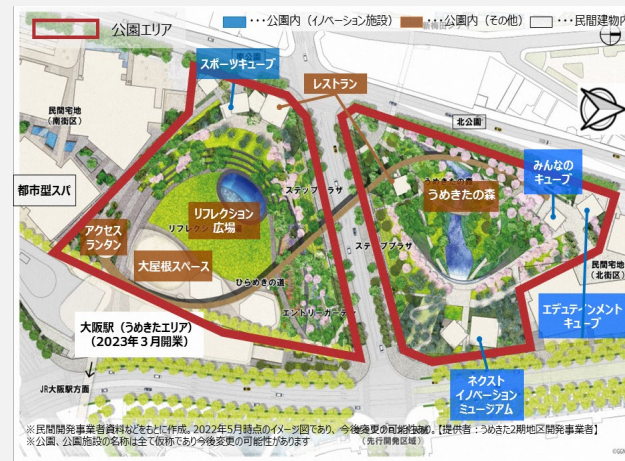 公園エリア
・・・公園内（イノベーション施設）
・・・公園内（その他）
・・・民間建物内
スポーツキューブ
レストラン
民間宅地
（南街区）
北公園
みんなの
キューブ
都市型スパ
ステップラザ
うめきたの森
うめきたの森
アクセス
ランタン
リフレクション
広場
大屋根スペース
ステッププラザ
ひらめきの道
民間宅地
（北街区）
エントリーガーデン
エデュテインメント
キューブ
大阪駅（うめきたエリア）
（2023年３月開業）
JR大阪駅方面
ネクスト
イノベーション
ミュージアム
※民間開発事業者資料などをもとに作成。2022年5月時点のイメージ図であり、今後変更の可能性あり。【提供者：うめきた2期地区開発事業者】
（先行開発区域）
※公園、公園施設の名称は全て仮称であり今後変更の可能性があります